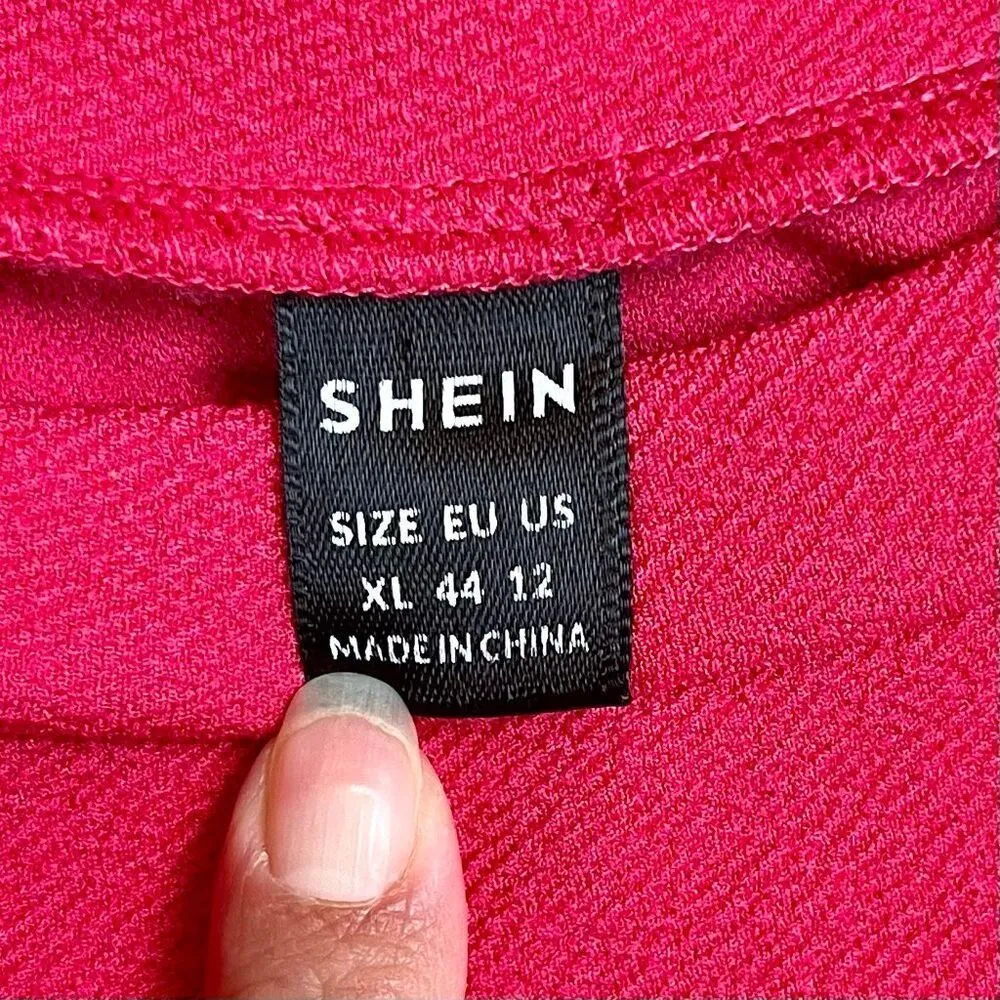 SHEIN
SIZE EU US
XL 44 12
MADE IN CHINA